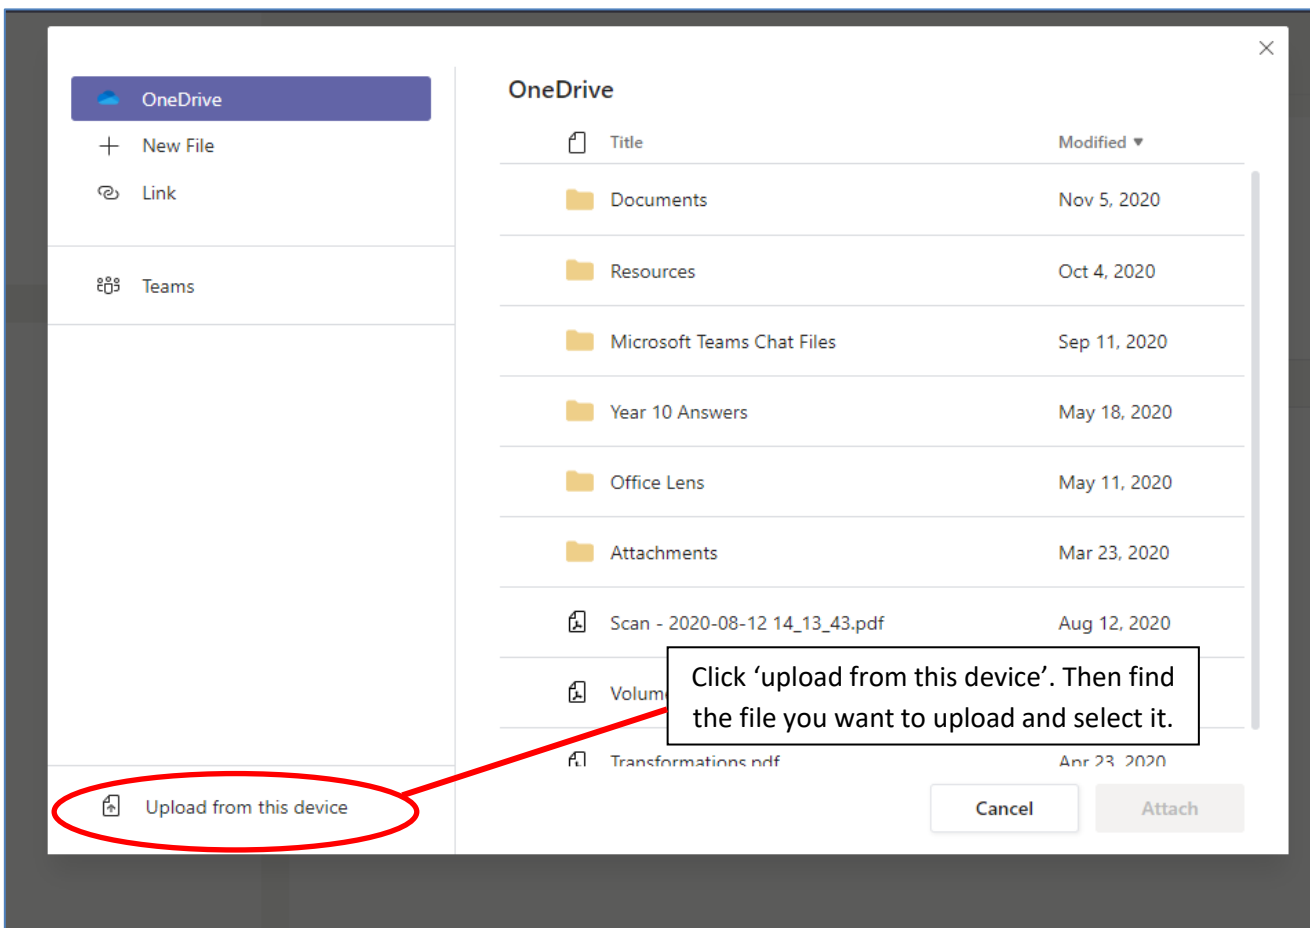 OneDrive
New File
Link
Teams
Upload from this device
OneDrive
Title Modified
Documents Nov 5, 2020
Resources Oct 4, 2020
Microsoft Teams Chat Files Sep 11, 2020
Year 10 Answers May 18, 2020
Office Lens May 11, 2020
Attachments Mar 23, 2020
Scan - 2020-08-12 14_13_43.pdf Aug 12, 2020
Click ‘upload from this device’. Then find
the file you want to upload and select it.
Transformations.pdf Apr 23, 2020
Cancel Attach